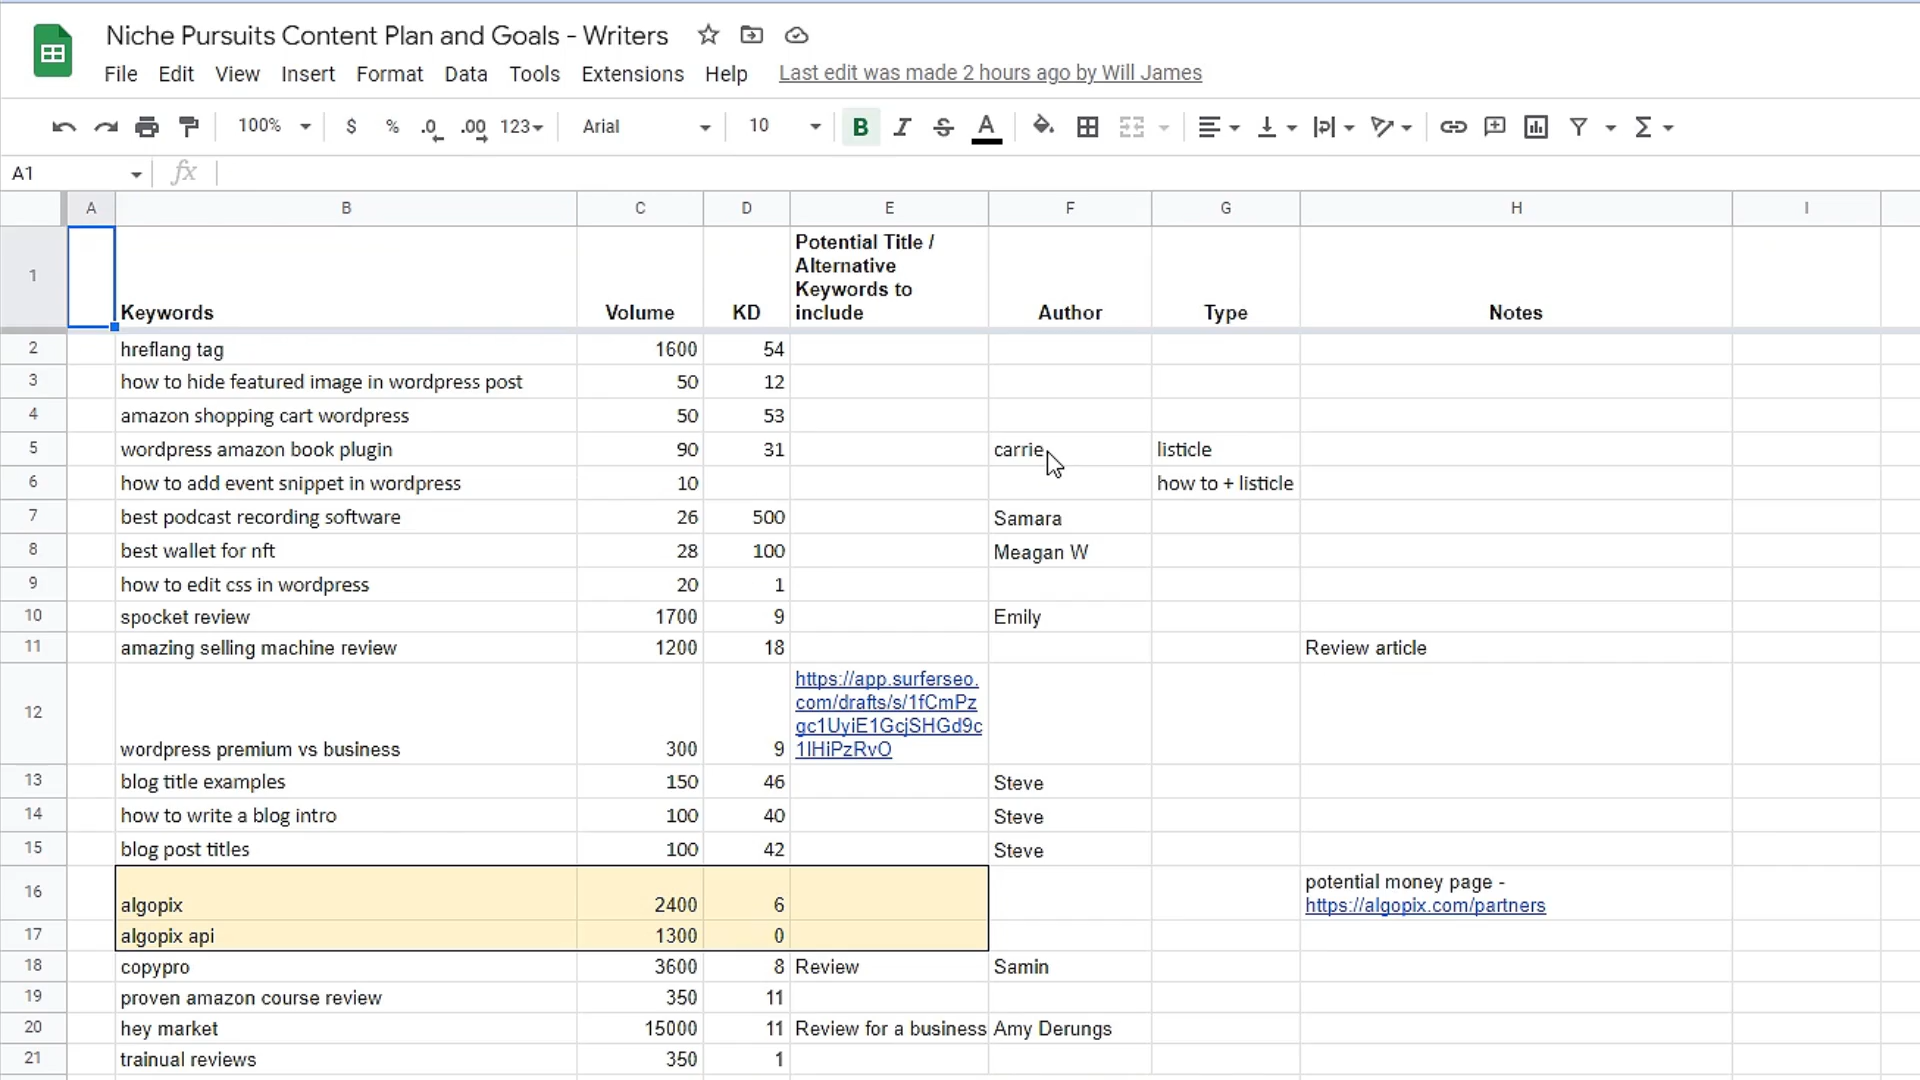 Niche Pursuits Content Plan and Goals - Writers
File Edit View Insert Format Data Tools Extensions Help Last edit was made 2 hours ago by Will James
100% $ % .0 .00 123 Arial 10 B I S A
A1 fx
A B C D E F G H I
1 Keywords Volume KD Potential Title / Alternative Keywords to include Author Type Notes
2 hreflang tag 1600 54
3 how to hide featured image in wordpress post 50 12
4 amazon shopping cart wordpress 50 53
5 wordpress amazon book plugin 90 31 carrie listicle
6 how to add event snippet in wordpress 10 how to + listicle
7 best podcast recording software 26 500 Samara
8 best wallet for nft 28 100 Meagan W
9 how to edit css in wordpress 20 1
10 spocket review 1700 9 Emily
11 amazing selling machine review 1200 18 Review article
12 wordpress premium vs business 300 9 https://app.surferseo.
com/drafts/s/1fCmPz
gc1UyiE1GcjSHGd9c
1lHiPzRvO
13 blog title examples 150 46 Steve
14 how to write a blog intro 100 40 Steve
15 blog post titles 100 42 Steve
16 algopix 2400 6 potential money page -
https://algopix.com/partners
17 algopix api 1300 0
18 copypro 3600 8 Review Samin
19 proven amazon course review 350 11
20 hey market 15000 11 Review for a business Amy Derungs
21 trainual reviews 350 1